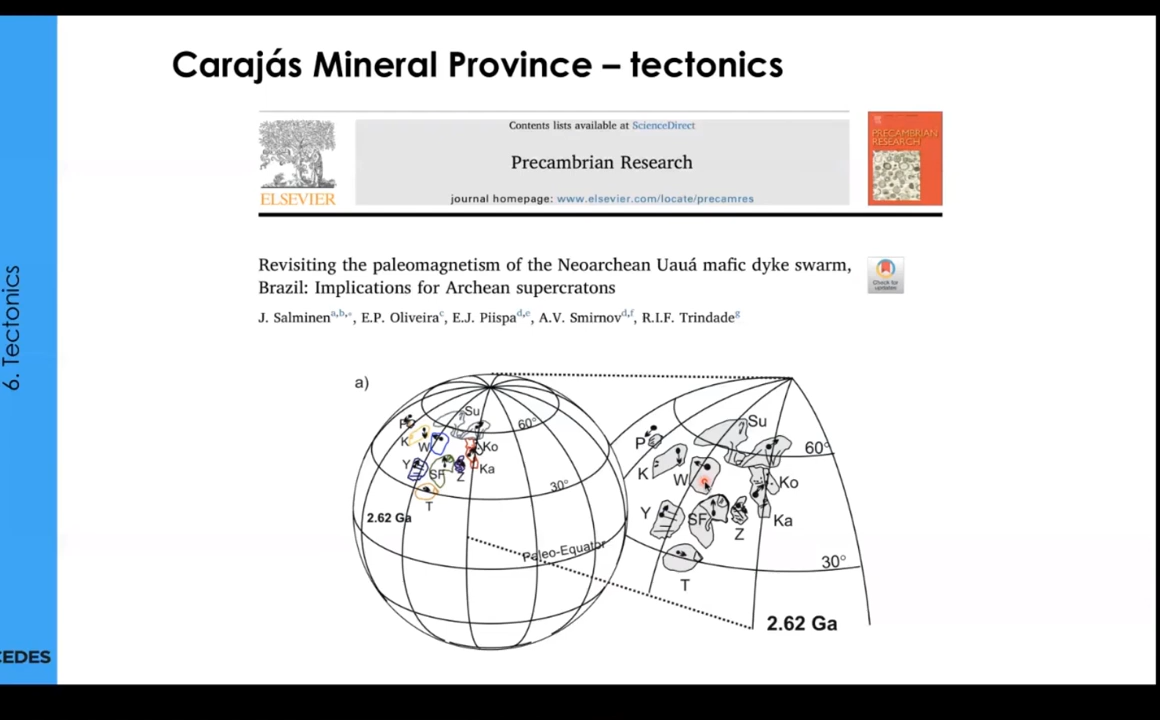 Carajás Mineral Province – tectonics
Contents lists available at ScienceDirect
Precambrian Research
journal homepage: www.elsevier.com/locate/precamres
ELSEVIER
PRECAMBRIAN
RESEARCH
Revisiting the paleomagnetism of the Neoarchean Uauá mafic dyke swarm,
Brazil: Implications for Archean supercratons
Check for
updates
J. Salminen a,b,*, E.P. Oliveira c, E.J. Piispa d,e, A.V. Smirnov d,f, R.I.F. Trindade g
6. Tectonics
CEDES
a)
Su
60°
P
K
W
Ko
Y
SF
Z
Ka
30°
T
2.62 Ga
Paleo-Equator
Su
60°
P
K
W
Ko
Y
SF
Z
Ka
30°
T
2.62 Ga